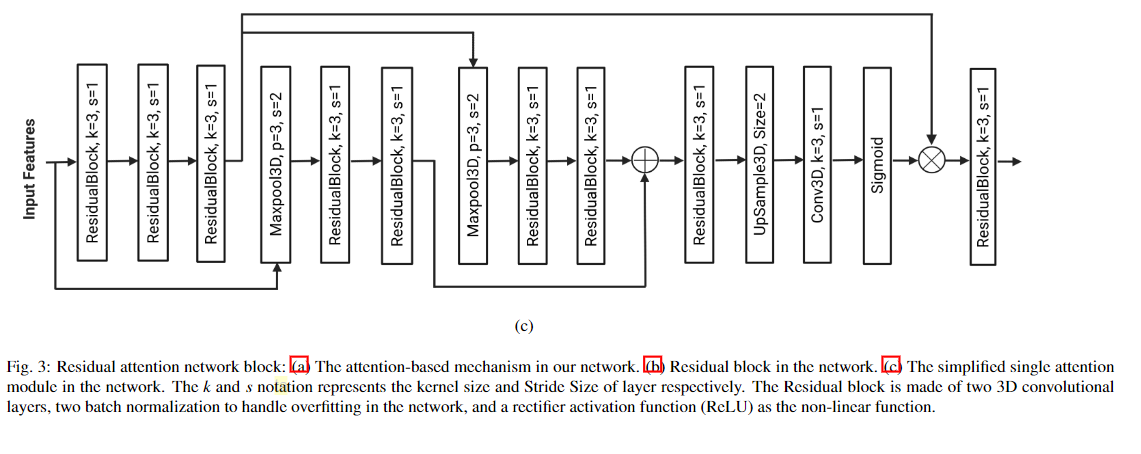 Input Features
ResidualBlock, k=3, s=1
ResidualBlock, k=3, s=1
ResidualBlock, k=3, s=1
Maxpool3D, p=3, s=2
ResidualBlock, k=3, s=1
ResidualBlock, k=3, s=1
Maxpool3D, p=3, s=2
ResidualBlock, k=3, s=1
ResidualBlock, k=3, s=1
ResidualBlock, k=3, s=1
UpSample3D, Size=2
Conv3D, k=3, s=1
Sigmoid
ResidualBlock, k=3, s=1
(c)
Fig. 3: Residual attention network block: (a) The attention-based mechanism in our network. (b) Residual block in the network. (c) The simplified single attention
module in the network. The k and s notation represents the kernel size and Stride Size of layer respectively. The Residual block is made of two 3D convolutional
layers, two batch normalization to handle overfitting in the network, and a rectifier activation function (ReLU) as the non-linear function.